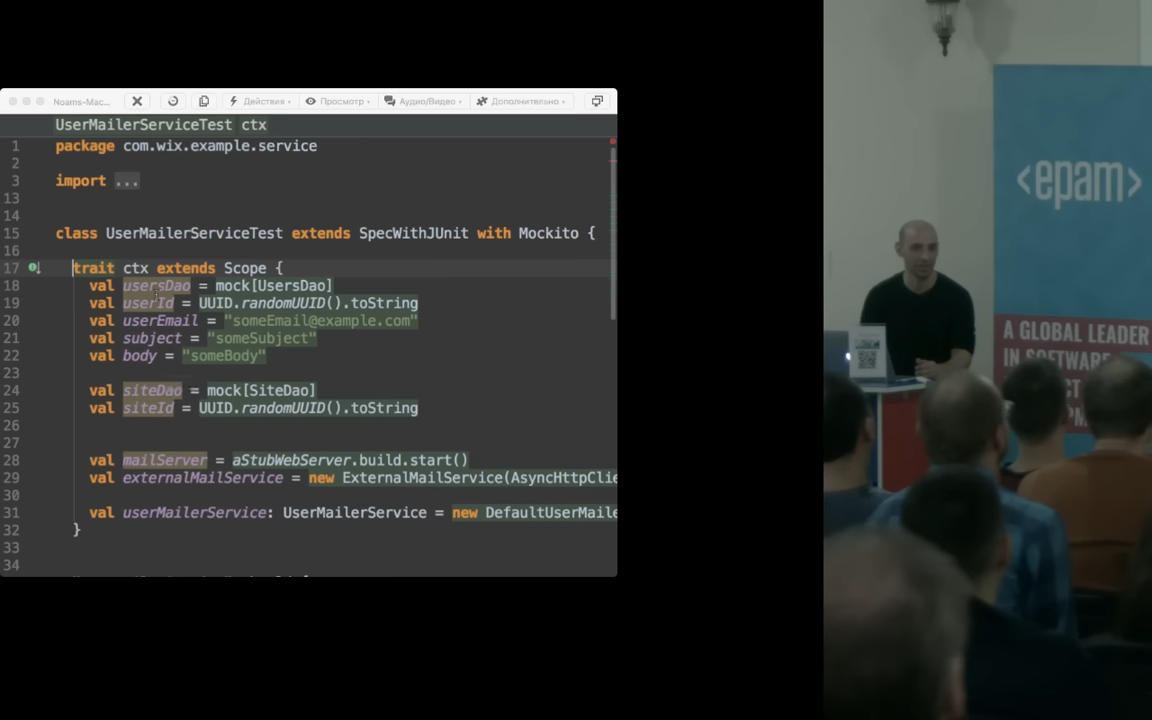 Noams-Mac...
Действия
Просмотр
Аудио/Видео
Дополнительно
UserMailerServiceTest ctx
1 package com.wix.example.service
2
3 import ...
13
14
15 class UserMailerServiceTest extends SpecWithJUnit with Mockito {
16
17 trait ctx extends Scope {
18 val usersDao = mock[UsersDao]
19 val userId = UUID.randomUUID().toString
20 val userEmail = "someEmail@example.com"
21 val subject = "someSubject"
22 val body = "someBody"
23
24 val siteDao = mock[SiteDao]
25 val siteId = UUID.randomUUID().toString
26
27
28 val mailServer = aStubWebServer.build.start()
29 val externalMailService = new ExternalMailService(AsyncHttpClie
30
31 val userMailerService: UserMailerService = new DefaultUserMaile
32 }
33
34
<epam>
A GLOBAL LEADER
IN SOFTWARE